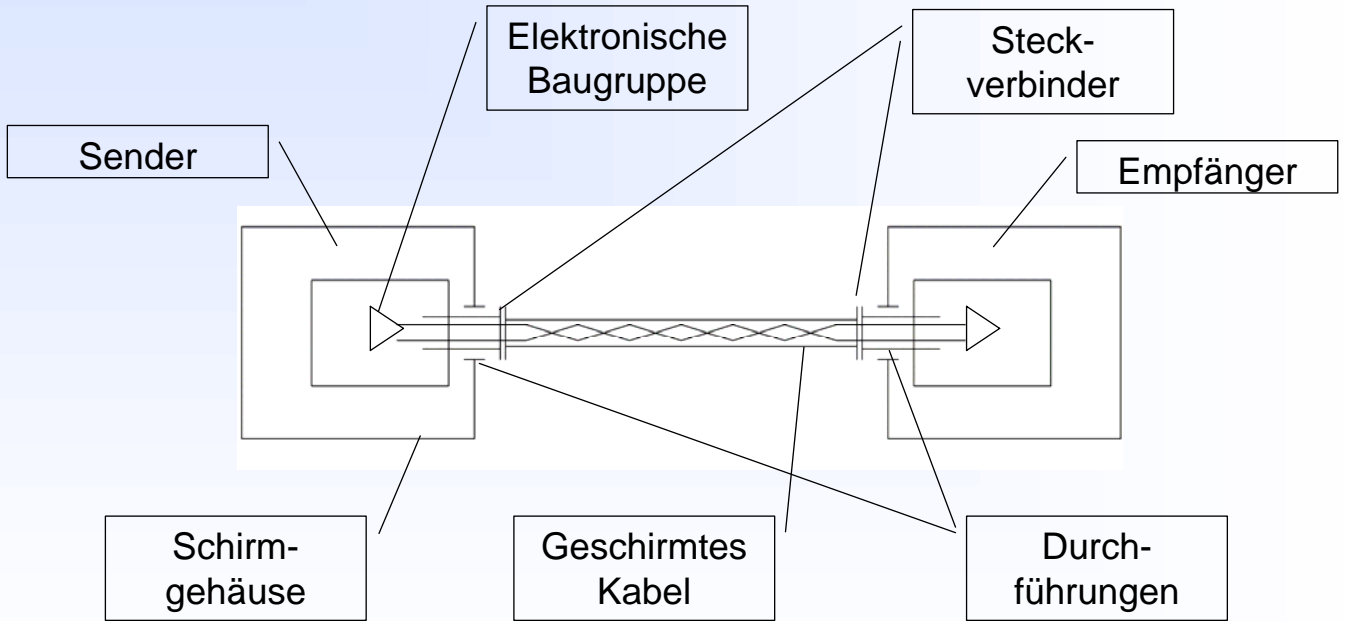 Elektronische
Baugruppe
Steck-
verbinder
Sender
Empfänger
Schirm-
gehäuse
Geschirmtes
Kabel
Durch-
führungen